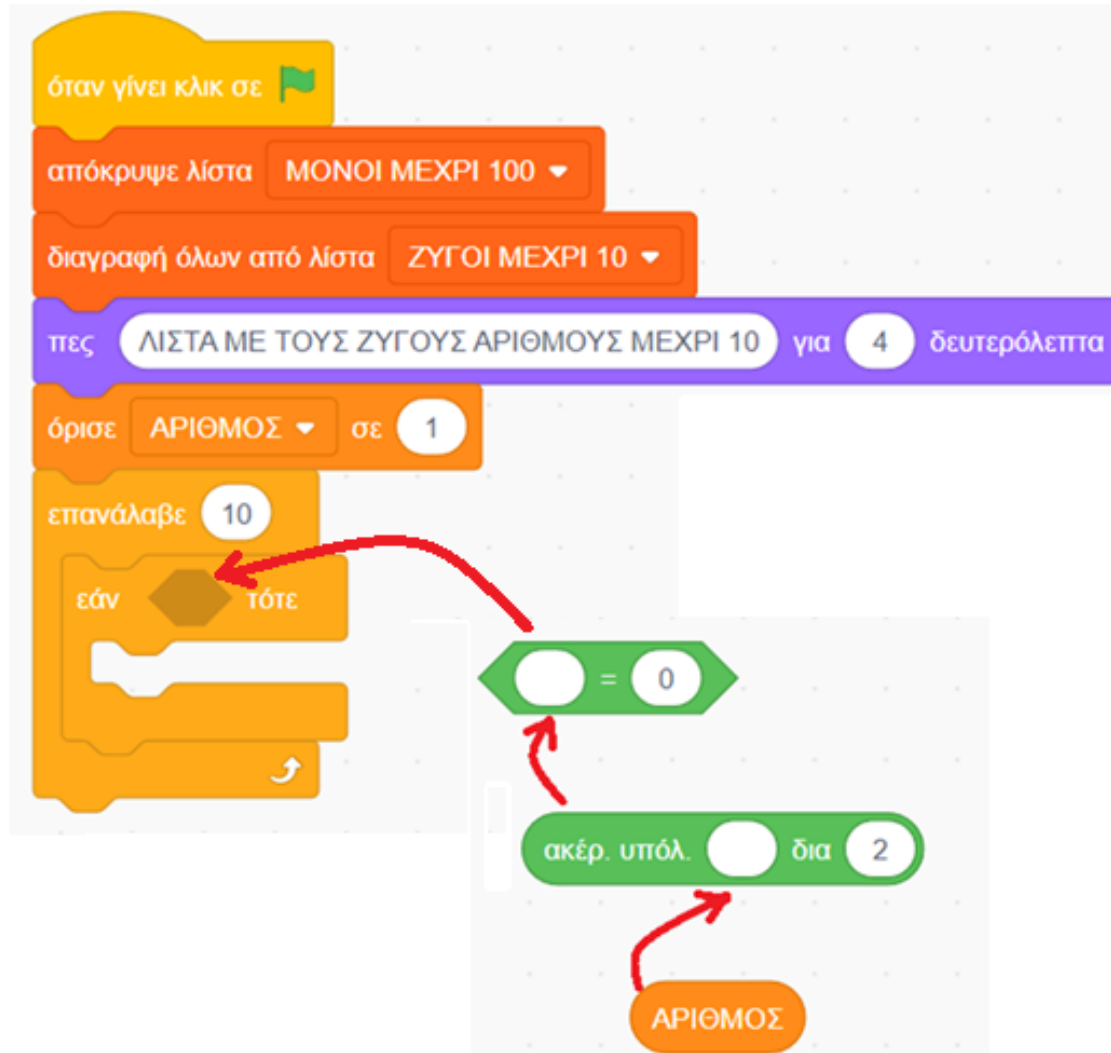 όταν γίνει κλικ σε
απόκρυψε λίστα ΜΟΝΟΙ ΜΕΧΡΙ 100
διαγραφή όλων από λίστα ΖΥΓΟΙ ΜΕΧΡΙ 10
πες ΛΙΣΤΑ ΜΕ ΤΟΥΣ ΖΥΓΟΥΣ ΑΡΙΘΜΟΥΣ ΜΕΧΡΙ 10 για 4 δευτερόλεπτα
όρισε ΑΡΙΘΜΟΣ σε 1
επανάλαβε 10
εάν τότε
= 0
ακέρ. υπόλ. δια 2
ΑΡΙΘΜΟΣ